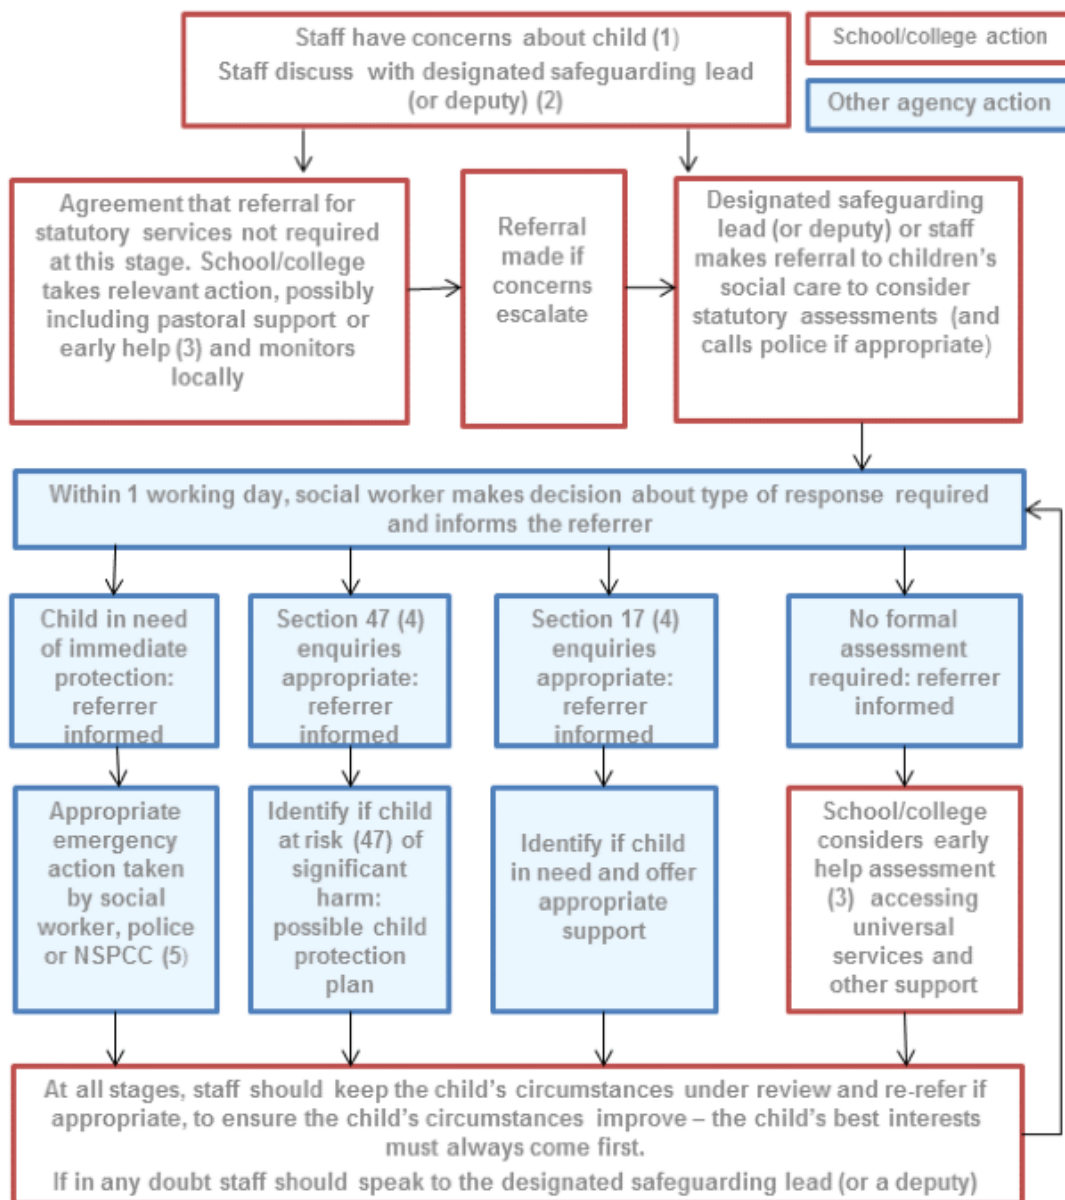 Staff have concerns about child (1)
Staff discuss with designated safeguarding lead
(or deputy) (2)
School/college action
Other agency action
Agreement that referral for
statutory services not required
at this stage. School/college
takes relevant action, possibly
including pastoral support or
early help (3) and monitors
locally
Referral
made if
concerns
escalate
Designated safeguarding
lead (or deputy) or staff
makes referral to children's
social care to consider
statutory assessments (and
calls police if appropriate)
Within 1 working day, social worker makes decision about type of response required
and informs the referrer
Child in need
of immediate
protection:
referrer
informed
Section 47 (4)
enquiries
appropriate:
referrer
informed
Section 17 (4)
enquiries
appropriate:
referrer
informed
No formal
assessment
required: referrer
informed
Appropriate
emergency
action taken
by social
worker, police
or NSPCC (5)
Identify if child
at risk (47) of
significant
harm:
possible child
protection
plan
Identify if child
in need and offer
appropriate
support
School/college
considers early
help assessment
(3) accessing
universal
services and
other support
At all stages, staff should keep the child's circumstances under review and re-refer if
appropriate, to ensure the child's circumstances improve – the child's best interests
must always come first.
If in any doubt staff should speak to the designated safeguarding lead (or a deputy)